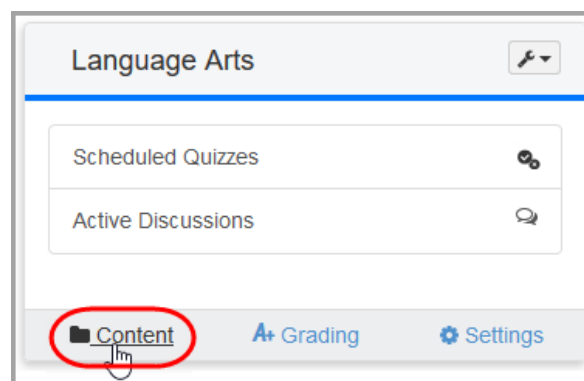 Language Arts
Scheduled Quizzes
Active Discussions
Content A+ Grading Settings